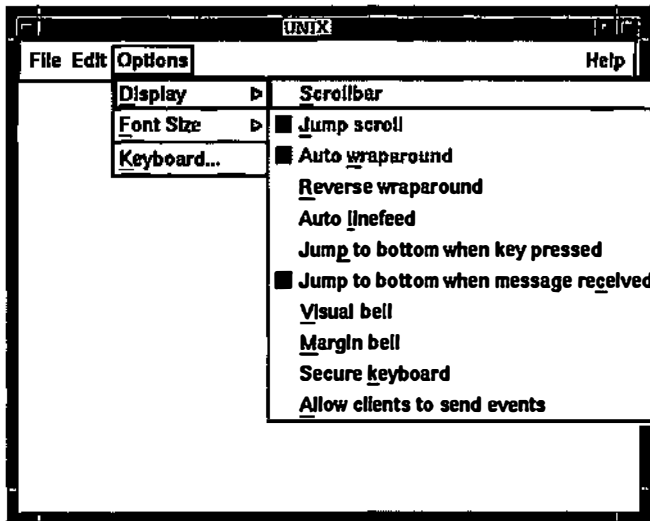 UNIX
File Edit Options Help
Display
Font Size
Keyboard...
Scrollbar
Jump scroll
Auto wraparound
Reverse wraparound
Auto linefeed
Jump to bottom when key pressed
Jump to bottom when message received
Visual bell
Margin bell
Secure keyboard
Allow clients to send events